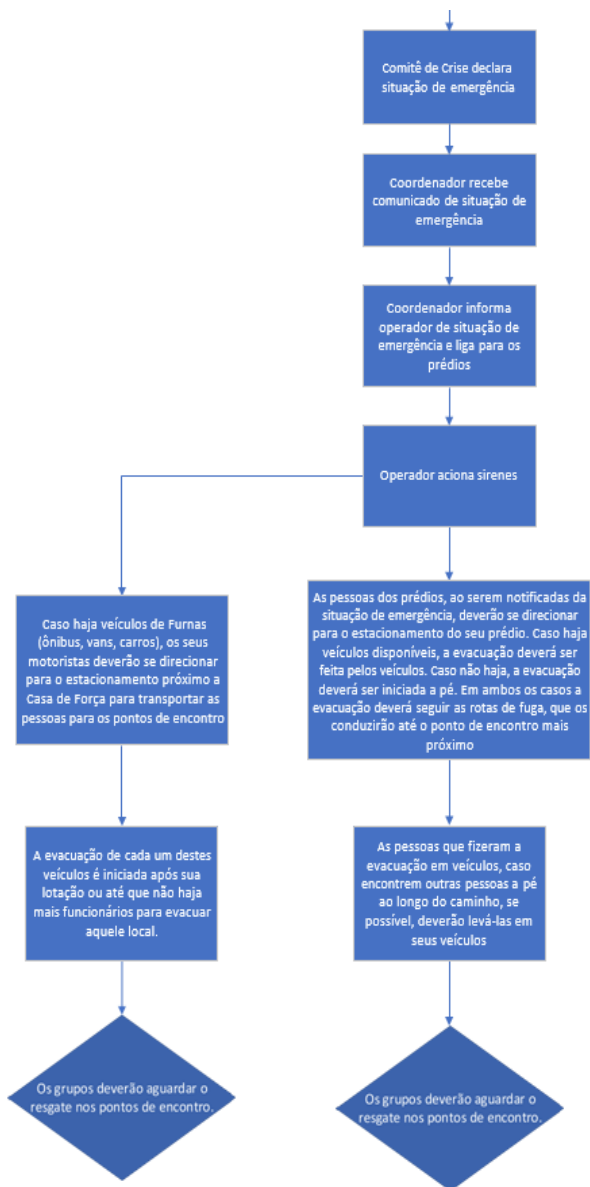 Comitê de Crise declara
situação de emergência
Coordenador recebe
comunicado de situação de
emergência
Coordenador informa
operador de situação de
emergência e liga para os
prédios
Operador aciona sirenes
Caso haja veículos de Furnas
(ônibus, vans, carros), os seus
motoristas deverão se direcionar
para o estacionamento próximo a
Casa de Força para transportar as
pessoas para os pontos de encontro
As pessoas dos prédios, ao serem notificadas da
situação de emergência, deverão se direcionar
para o estacionamento do seu prédio. Caso haja
veículos disponíveis, a evacuação deverá ser
feita pelos veículos. Caso não haja, a evacuação
deverá ser iniciada a pé. Em ambos os casos a
evacuação deverá seguir as rotas de fuga, que os
conduzirão até o ponto de encontro mais
próximo
A evacuação de cada um destes
veículos é iniciada após sua
lotação ou até que não haja
mais funcionários para evacuar
aquele local.
As pessoas que fizeram a
evacuação em veículos, caso
encontrem outras pessoas a pé
ao longo do caminho, se
possível, deverão levá-las em
seus veículos
Os grupos deverão aguardar o
resgate nos pontos de encontro.
Os grupos deverão aguardar o
resgate nos pontos de encontro.